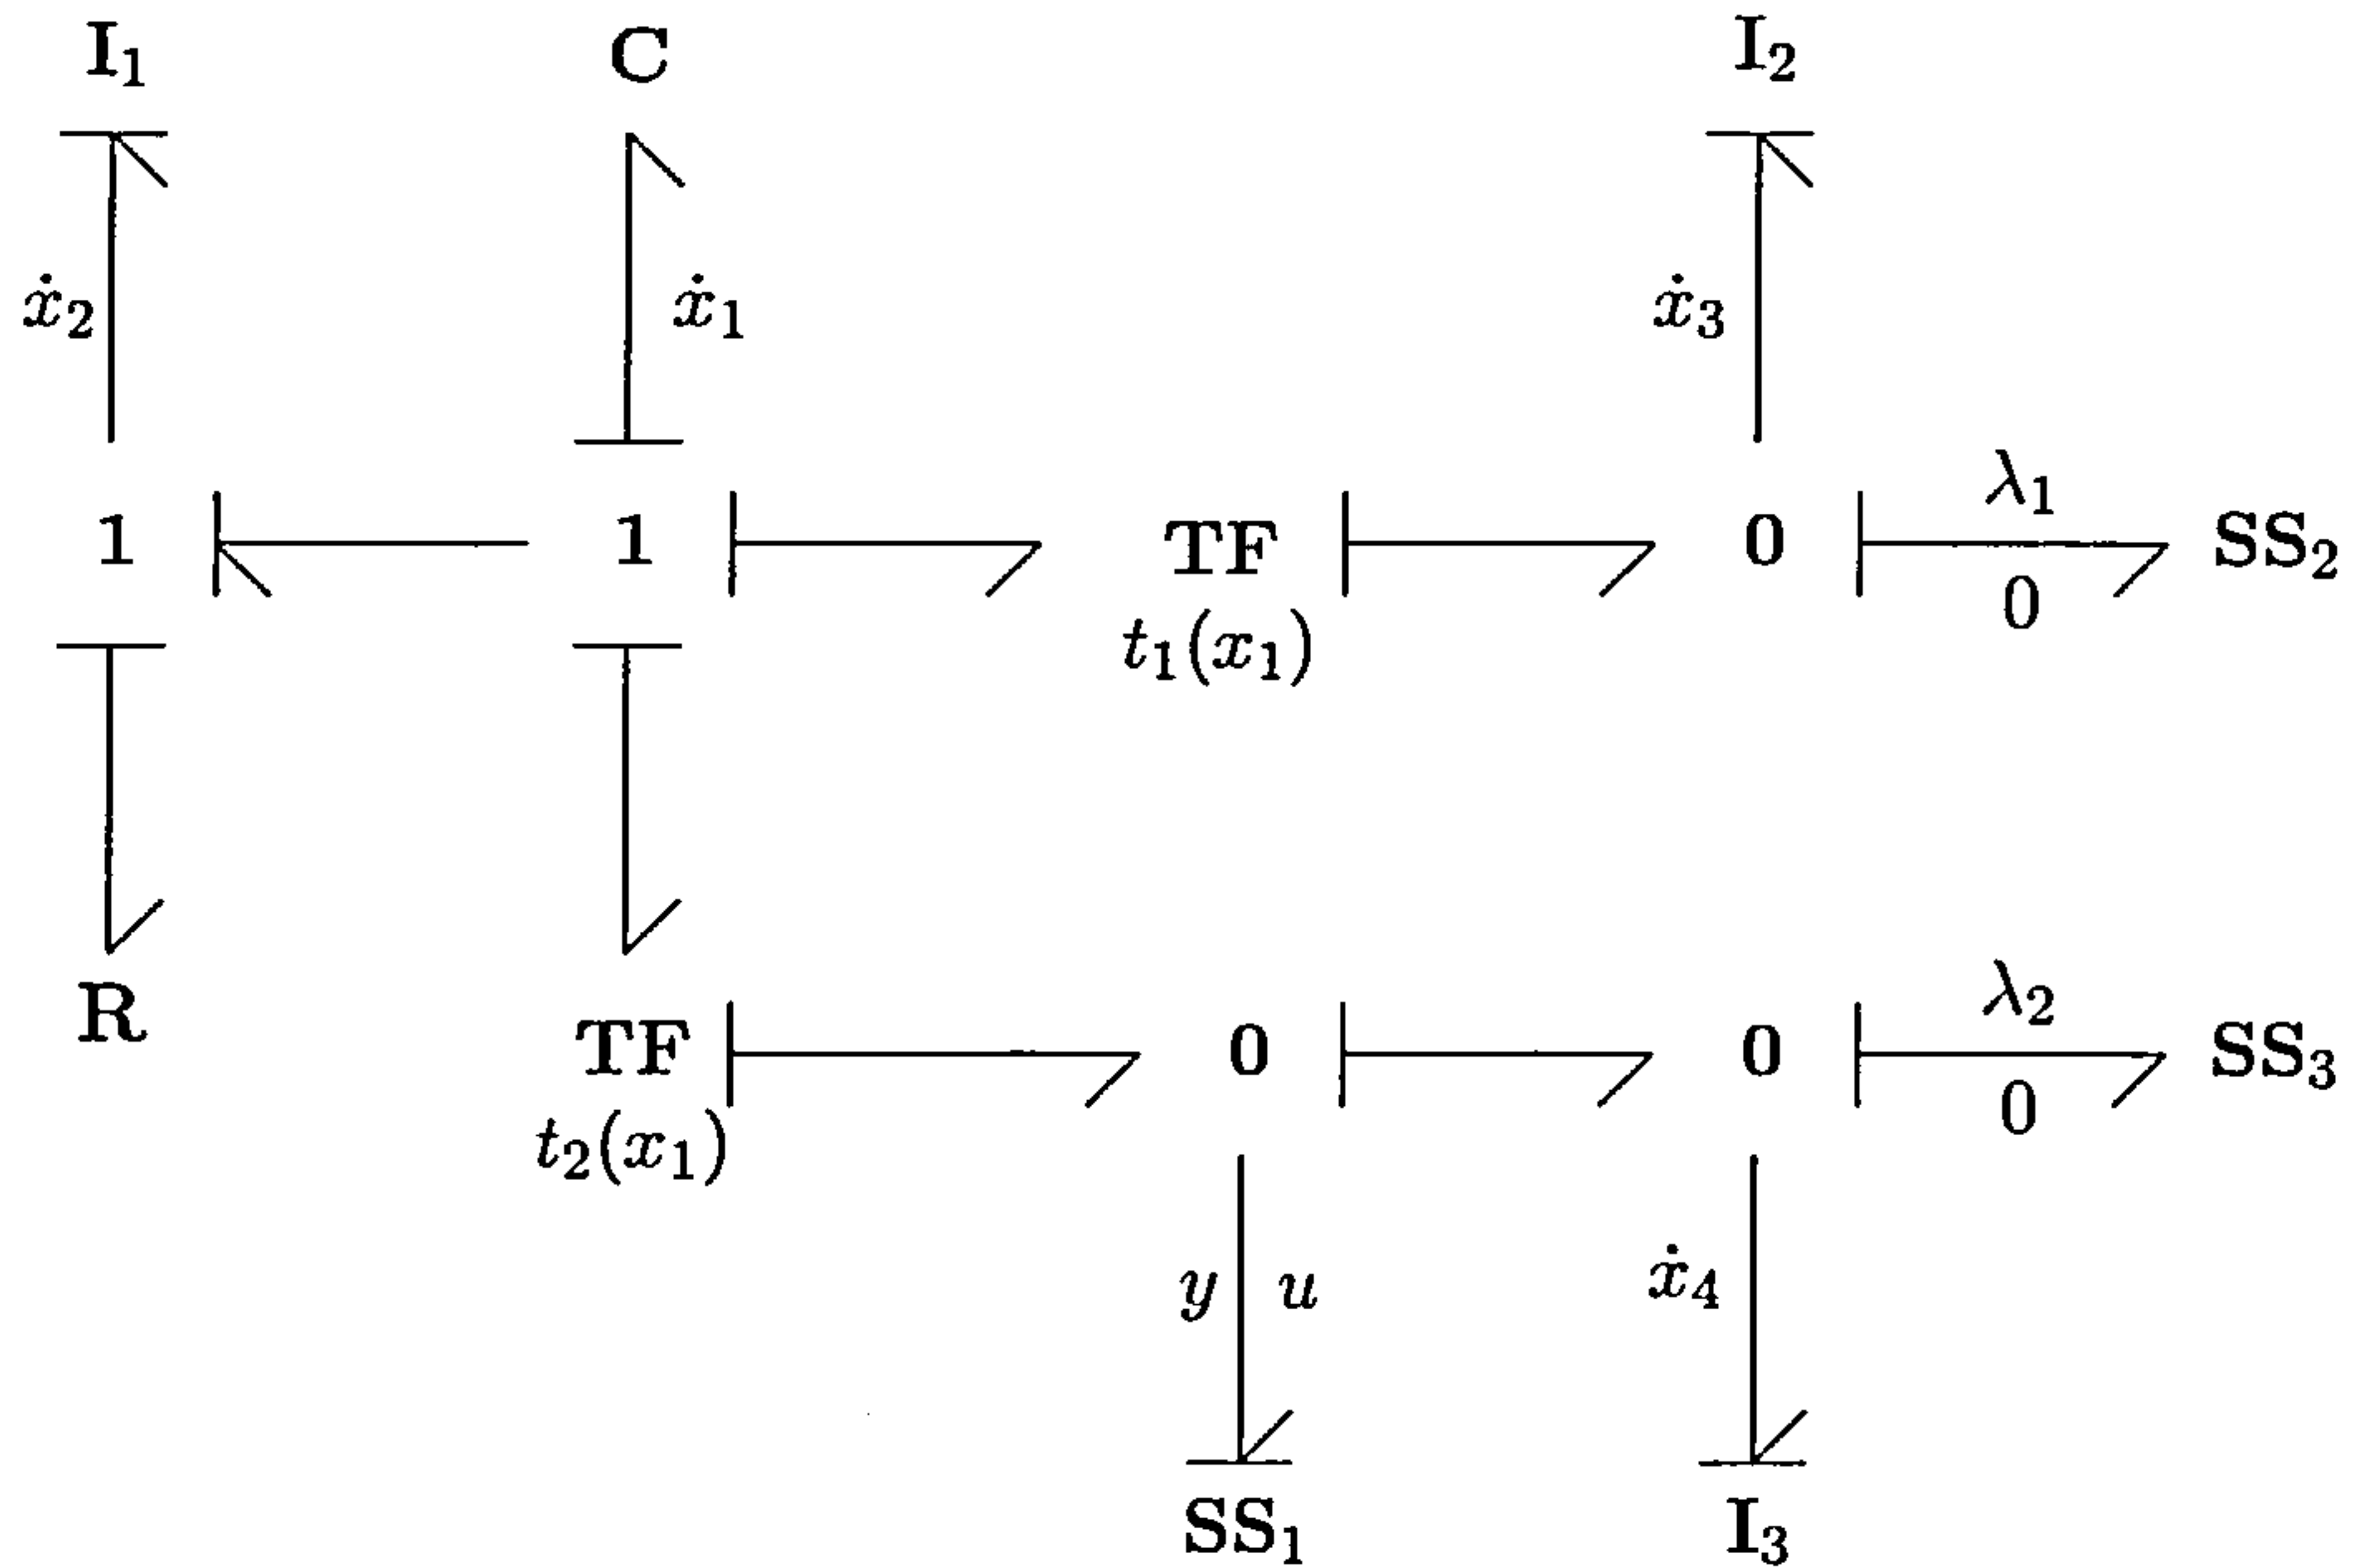 I₁ C I₂
ẋ₂ ẋ₁ ẋ₃
λ₁
1 1 TF 0 SS₂
0
t₁(x₁)
λ₂
R TF 0 0 SS₃
0
t₂(x₁)
y u ẋ₄
SS₁ I₃